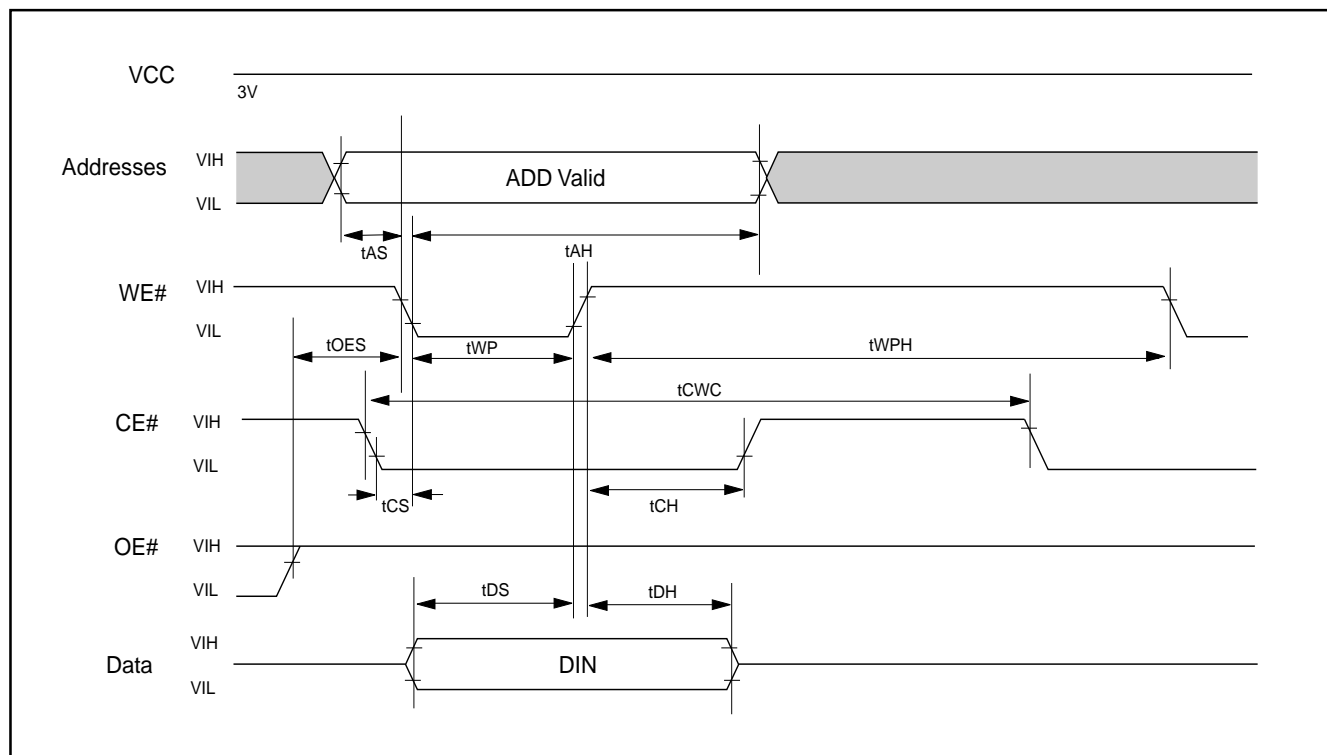 VCC
3V
Addresses
VIH
ADD Valid
VIL
tAS
tAH
WE#
VIH
VIL
tOES
tWP
tWPH
tCWC
CE#
VIH
VIL
tCS
tCH
OE#
VIH
VIL
tDS
tDH
VIH
Data
DIN
VIL